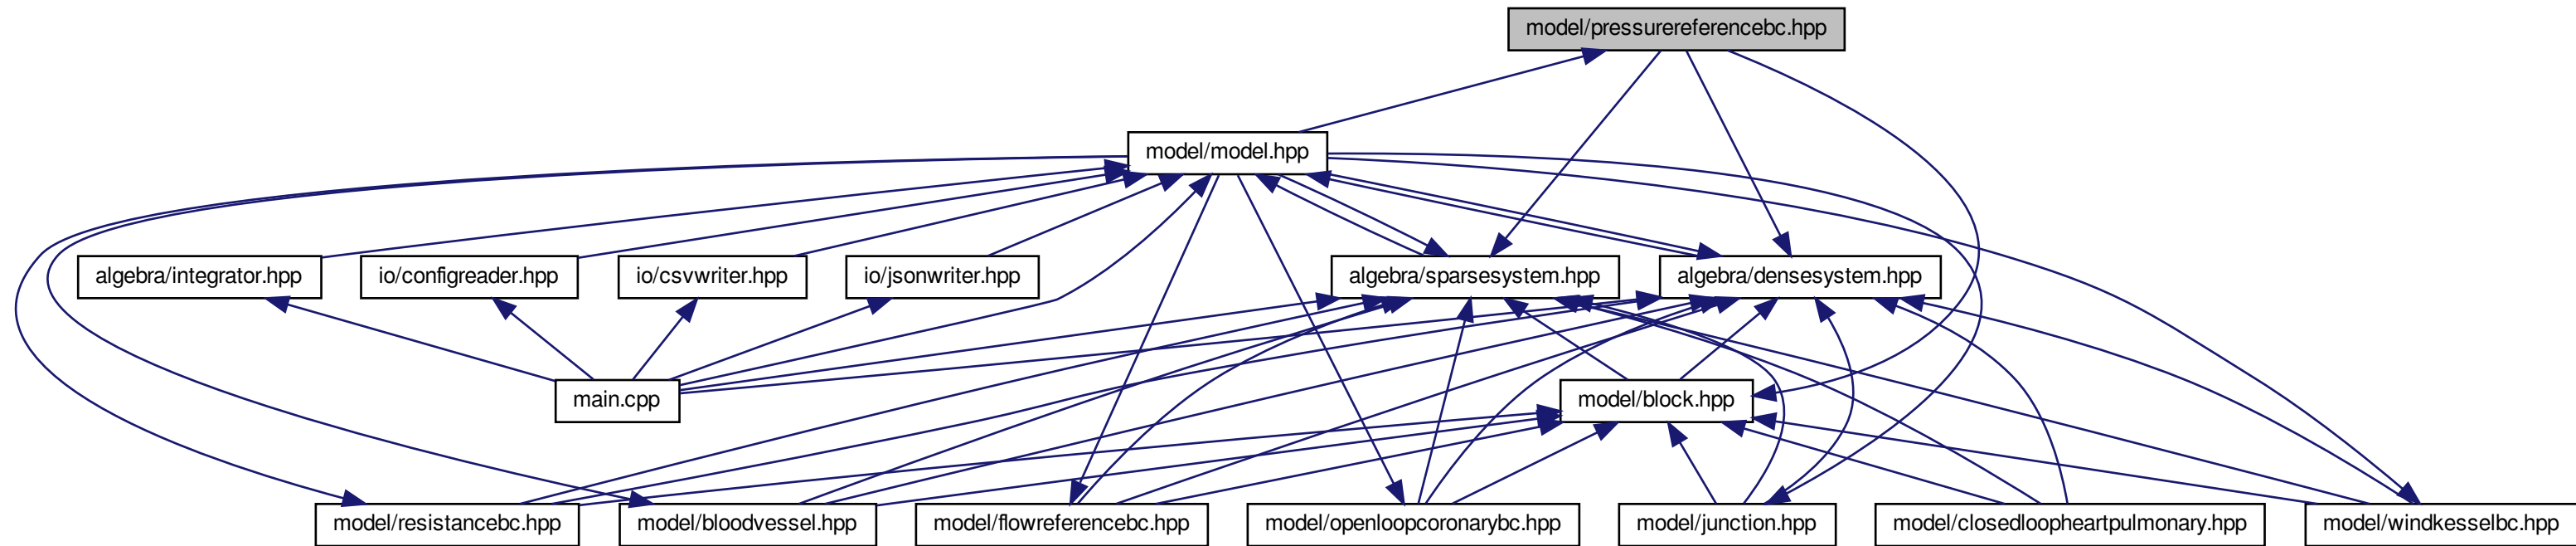 model/pressurereferencebc.hpp
model/model.hpp
algebra/integrator.hpp
io/configreader.hpp
io/csvwriter.hpp
io/jsonwriter.hpp
algebra/sparsesystem.hpp
algebra/densesystem.hpp
main.cpp
model/block.hpp
model/resistancebc.hpp
model/bloodvessel.hpp
model/flowreferencebc.hpp
model/openloopcoronarybc.hpp
model/junction.hpp
model/closedloopheartpulmonary.hpp
model/windkesselbc.hpp